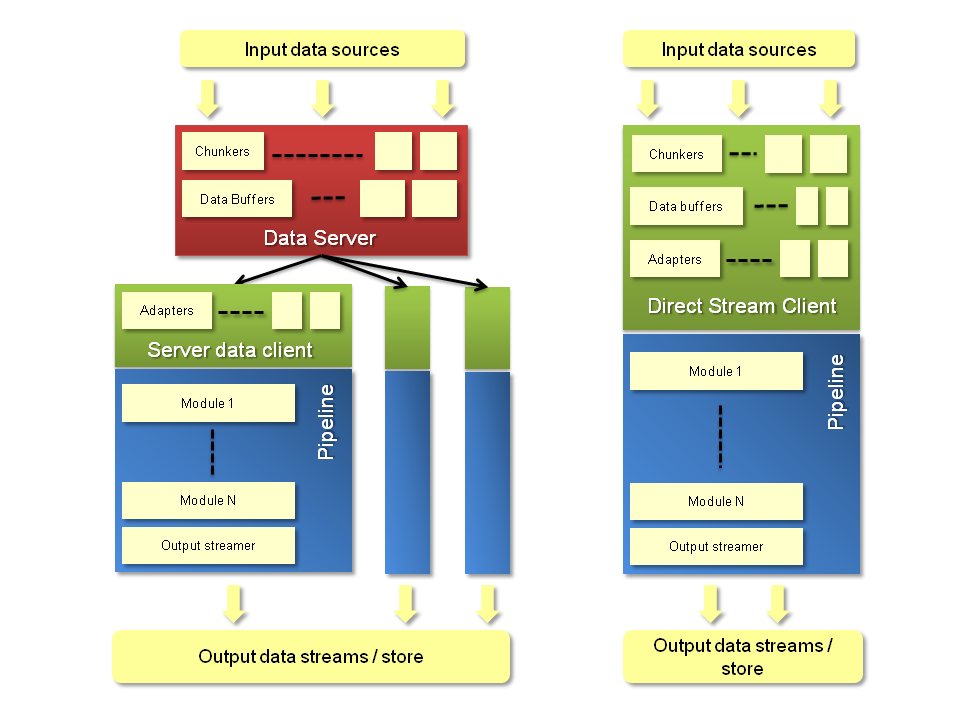 Input data sources
Chunkers
Data Buffers
Data Server
Adapters
Server data client
Module 1
Pipeline
Module N
Output streamer
Output data streams / store
Input data sources
Chunkers
Data buffers
Adapters
Direct Stream Client
Module 1
Pipeline
Module N
Output streamer
Output data streams /
store